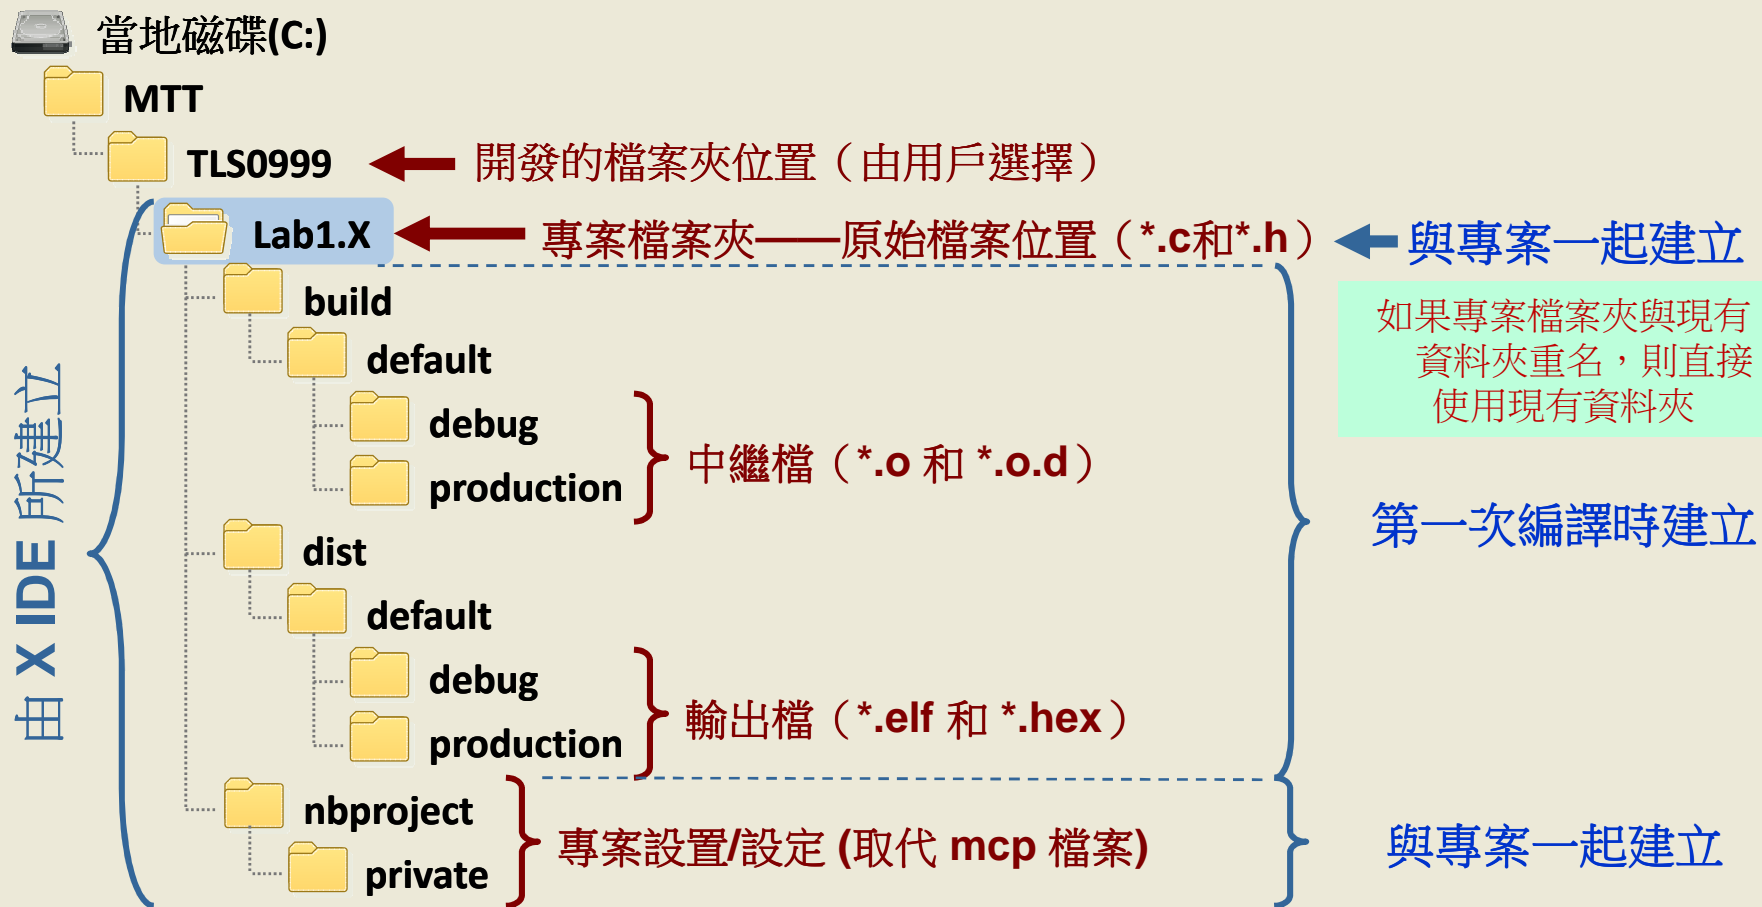 當地磁碟(C:)
MTT
TLS0999
開發的檔案夾位置（由用戶選擇）
Lab1.X
專案檔案夾——原始檔案位置（*.c和*.h）
與專案一起建立
如果專案檔案夾與現有
資料夾重名，則直接
使用現有資料夾
build
default
debug
production
中繼檔（*.o 和 *.o.d）
第一次編譯時建立
dist
default
debug
production
輸出檔（*.elf 和 *.hex）
nbproject
private
專案設置/設定 (取代 mcp 檔案)
與專案一起建立
由 X IDE 所建立